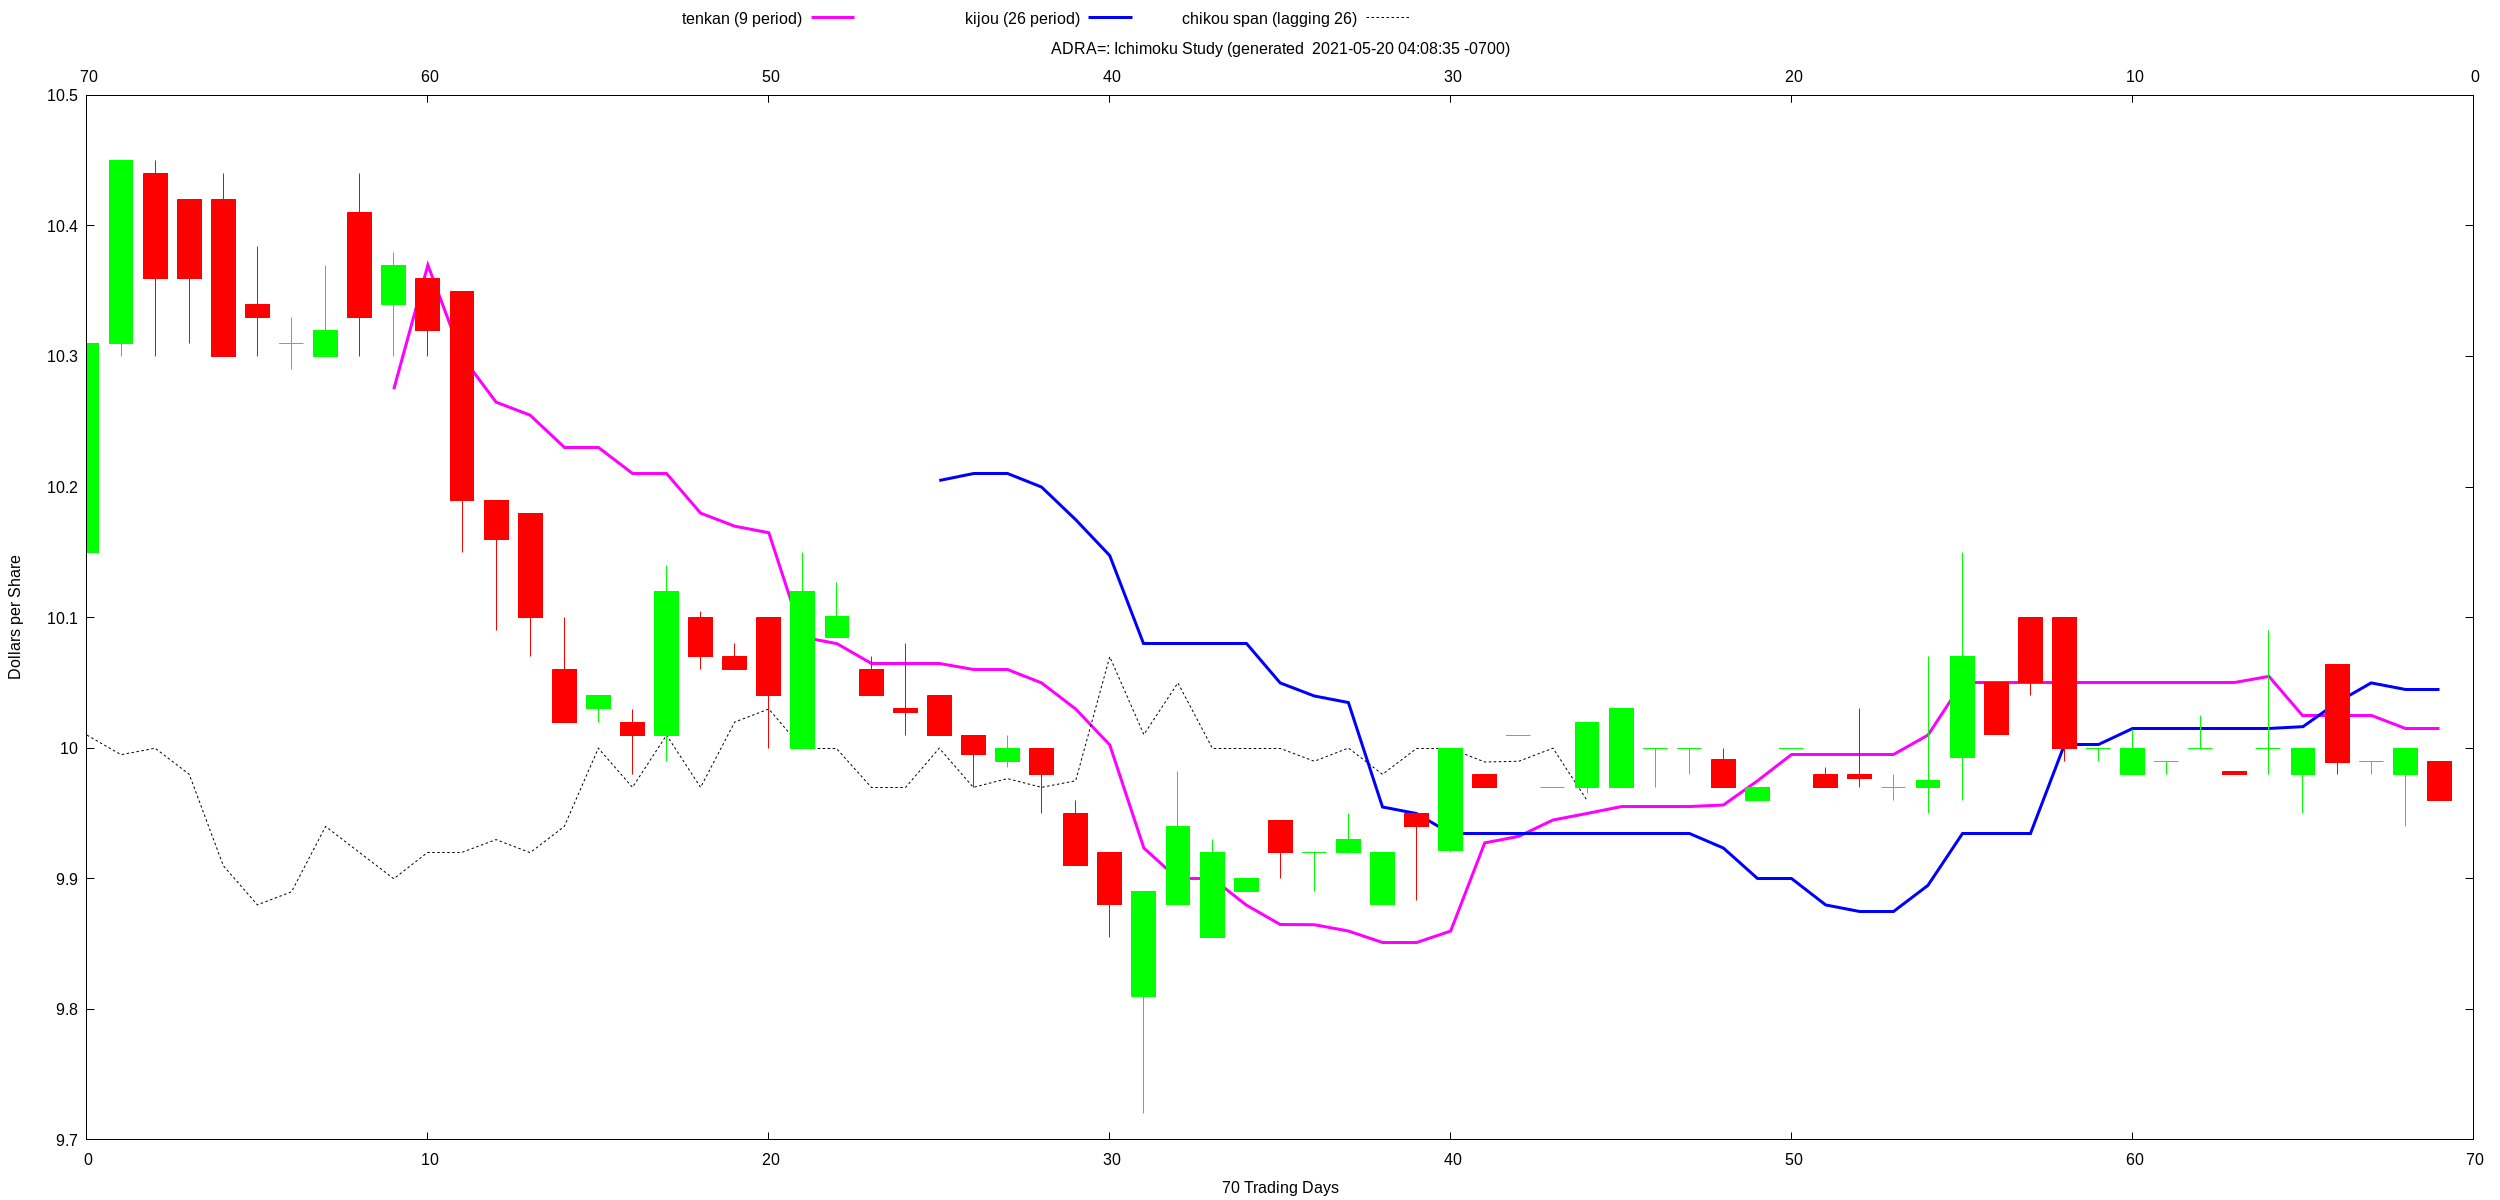 tenkan (9 period) kijou (26 period) chikou span (lagging 26)
ADRA=: Ichimoku Study (generated  2021-05-20 04:08:35 -0700)
70 60 50 40 30 20 10 0
10.5
10.4
10.3
10.2
10.1
10
9.9
9.8
9.7
Dollars per Share
0 10 20 30 40 50 60 70
70 Trading Days